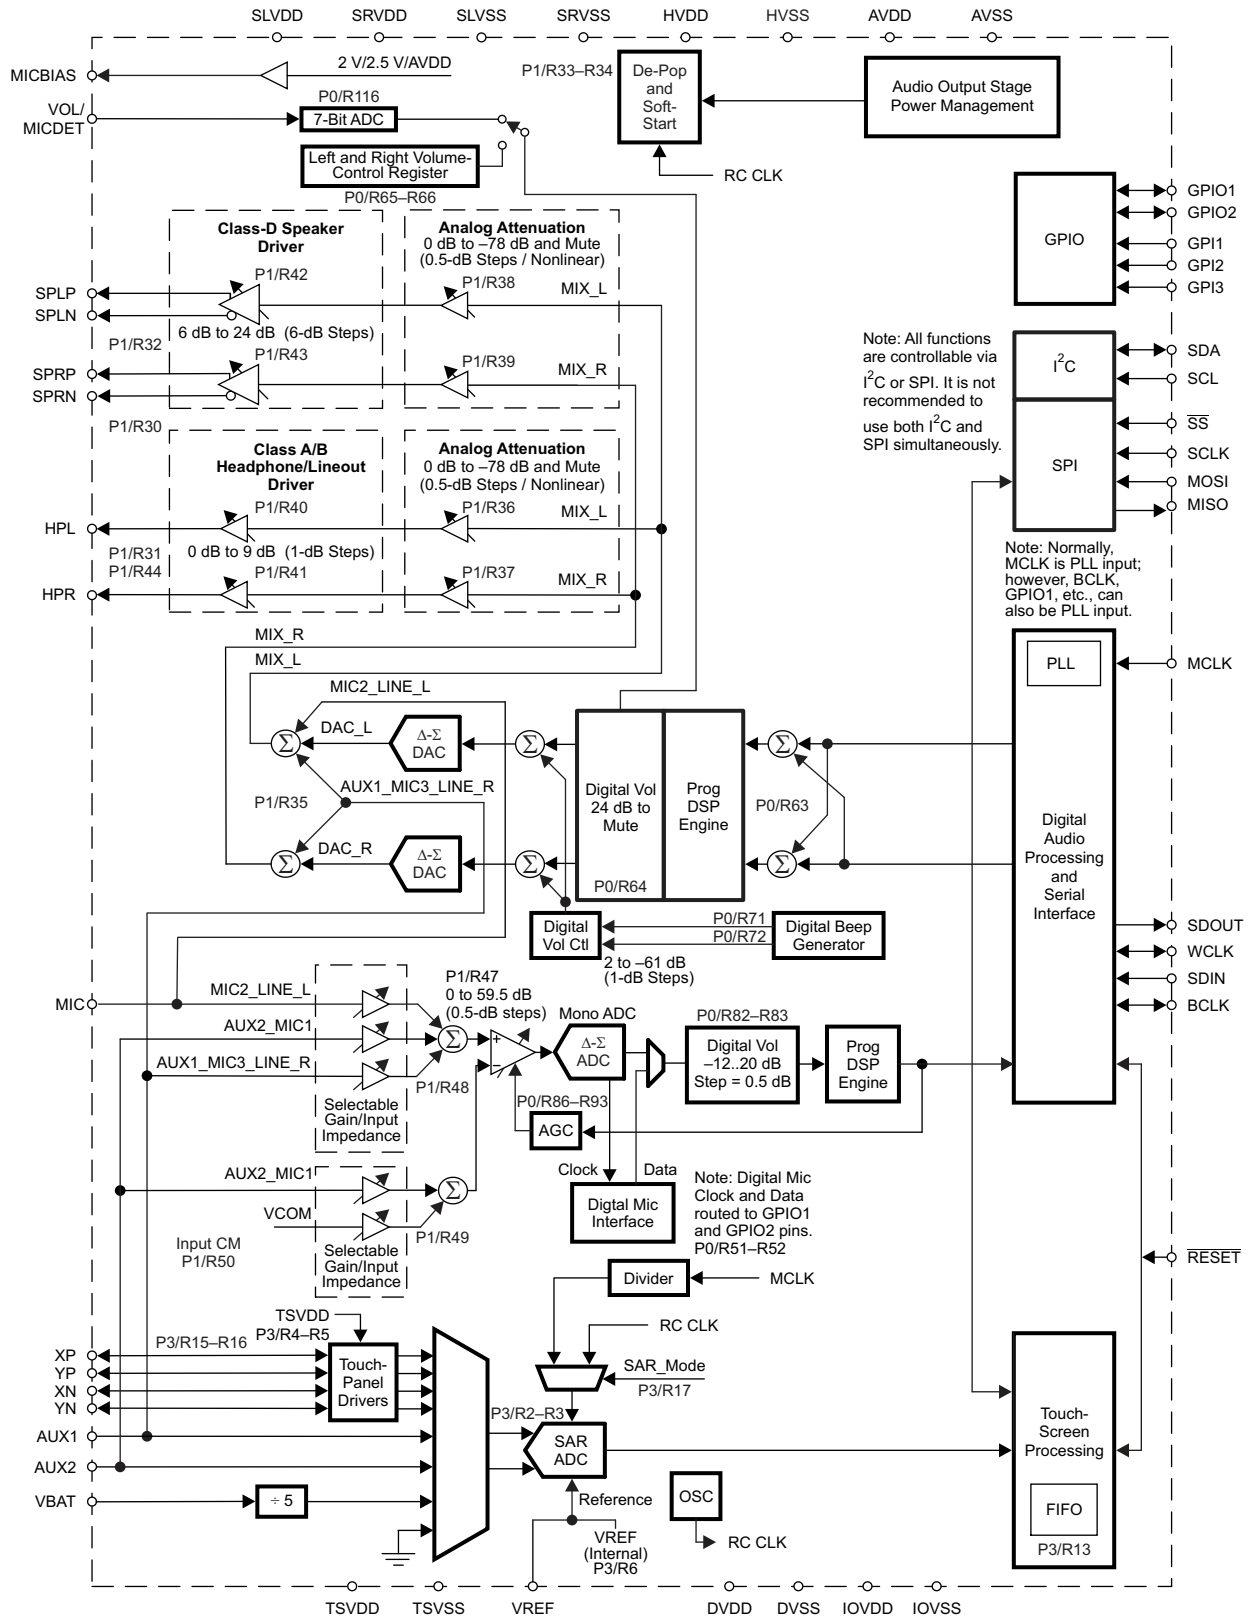 SLVDD SRVDD SLVSS SRVSS HVDD HVSS AVDD AVSS
MICBIAS
2 V/2.5 V/AVDD
P1/R33–R34
De-Pop
and
Soft-
Start
Audio Output Stage
Power Management
VOL/
MICDET
P0/R116
7-Bit ADC
Left and Right Volume-
Control Register
P0/R65–R66
RC CLK
GPIO
GPIO1
GPIO2
GPI1
GPI2
GPI3
Class-D Speaker
Driver
P1/R42
6 dB to 24 dB (6-dB Steps)
P1/R43
Analog Attenuation
0 dB to –78 dB and Mute
(0.5-dB Steps / Nonlinear)
P1/R38
MIX_L
P1/R39
MIX_R
SPLP
SPLN
P1/R32
SPRP
SPRN
P1/R30
Note: All functions
are controllable via
I2C or SPI. It is not
recommended to
use both I2C and
SPI simultaneously.
I2C
SPI
SDA
SCL
SS
SCLK
MOSI
MISO
Class A/B
Headphone/Lineout
Driver
P1/R40
0 dB to 9 dB (1-dB Steps)
P1/R41
Analog Attenuation
0 dB to –78 dB and Mute
(0.5-dB Steps / Nonlinear)
P1/R36
MIX_L
P1/R37
MIX_R
HPL
P1/R31
P1/R44
HPR
Note: Normally,
MCLK is PLL input;
however, BCLK,
GPIO1, etc., can
also be PLL input.
MIX_R
MIX_L
MIC2_LINE_L
DAC_L
Σ
Δ-Σ
DAC
Σ
AUX1_MIC3_LINE_R
P1/R35
DAC_R
Σ
Δ-Σ
DAC
Σ
Digital Vol
24 dB to
Mute
P0/R64
Prog
DSP
Engine
Σ
P0/R63
Σ
PLL
Digital
Audio
Processing
and
Serial
Interface
MCLK
SDOUT
WCLK
SDIN
BCLK
Digital
Vol Ctl
P0/R71
P0/R72
2 to –61 dB
(1-dB Steps)
Digital Beep
Generator
MIC
MIC2_LINE_L
AUX2_MIC1
AUX1_MIC3_LINE_R
Selectable
Gain/Input
Impedance
P1/R47
0 to 59.5 dB
(0.5-dB steps)
Σ
P1/R48
+
–
Mono ADC
Δ-Σ
ADC
P0/R82–R83
Digital Vol
–12..20 dB
Step = 0.5 dB
Prog
DSP
Engine
P0/R86–R93
AGC
Clock
Data
Digtal Mic
Interface
Note: Digital Mic
Clock and Data
routed to GPIO1
and GPIO2 pins.
P0/R51–R52
AUX2_MIC1
VCOM
Σ
P1/R49
Input CM
P1/R50
Selectable
Gain/Input
Impedance
RESET
Divider
MCLK
RC CLK
SAR_Mode
P3/R17
TSVDD
P3/R4–R5
P3/R15–R16
XP
YP
XN
YN
Touch-
Panel
Drivers
P3/R2–R3
SAR
ADC
AUX1
AUX2
VBAT
÷ 5
Reference
VREF
(Internal)
P3/R6
OSC
RC CLK
Touch-
Screen
Processing
FIFO
P3/R13
TSVDD TSVSS VREF DVDD DVSS IOVDD IOVSS